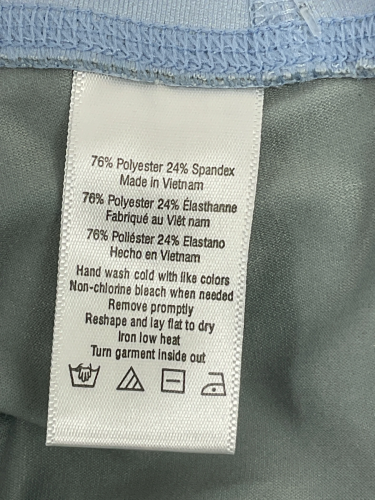 76% Polyester 24% Spandex
Made in Vietnam
76% Polyester 24% Élasthanne
Fabriqué au Viêt nam
76% Poliéster 24% Elastano
Hecho en Vietnam
Hand wash cold with like colors
Non-chlorine bleach when needed
Remove promptly
Reshape and lay flat to dry
Iron low heat
Turn garment inside out